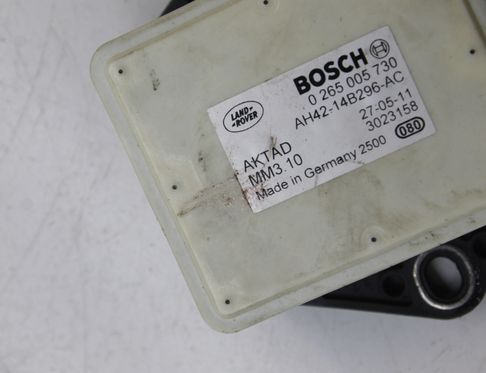 BOSCH
0 265 005 730
AH42-14B296-AC
LAND-
ROVER
27-05-11
AKTAD
3023158
MM3.10
Made in Germany 2500
080